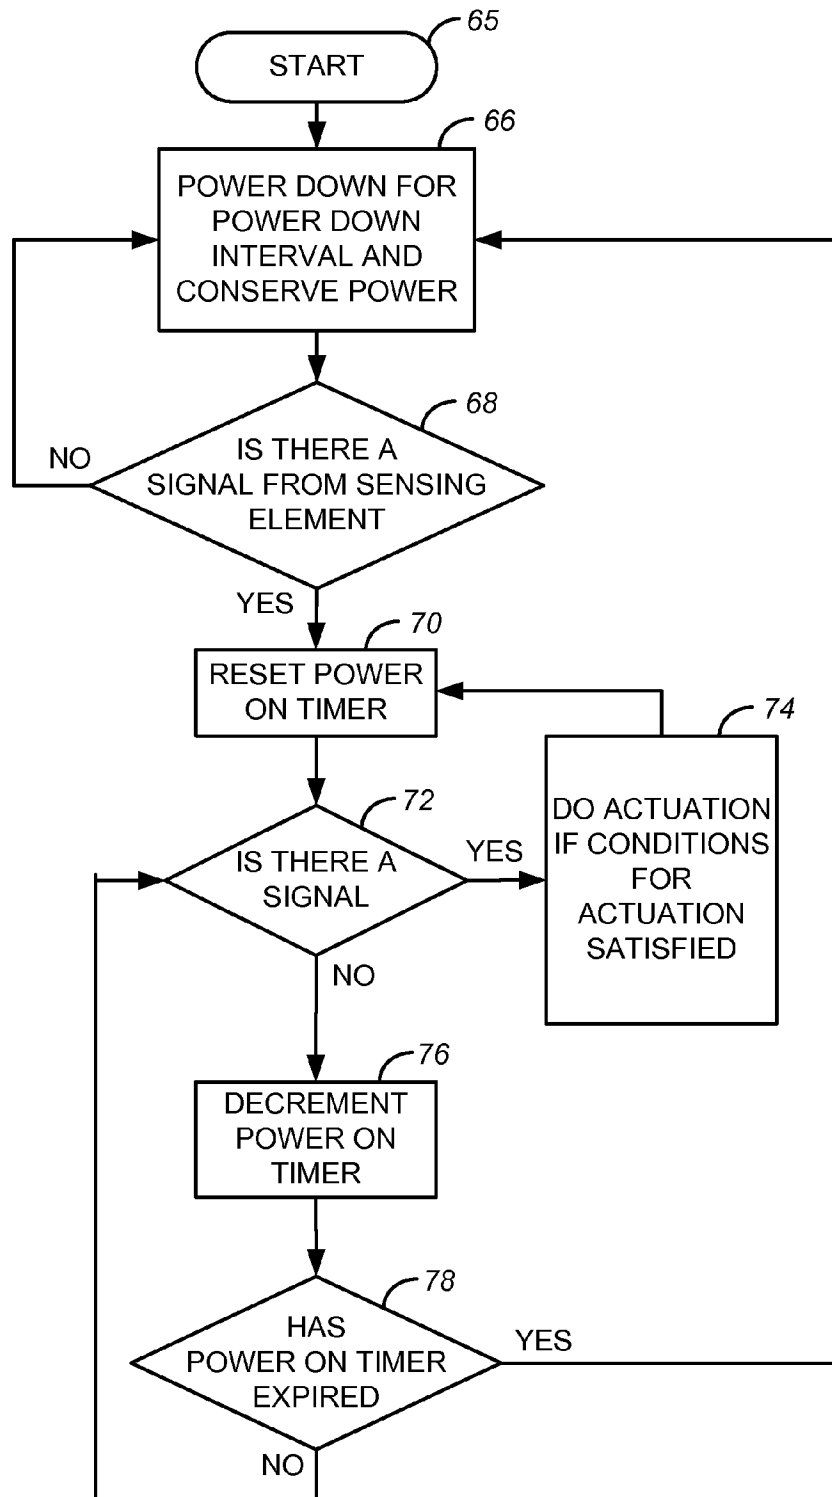 65
START
66
POWER DOWN FOR
POWER DOWN
INTERVAL AND
CONSERVE POWER
68
IS THERE A
SIGNAL FROM SENSING
ELEMENT
NO
YES
70
RESET POWER
ON TIMER
74
DO ACTUATION
IF CONDITIONS
FOR
ACTUATION
SATISFIED
72
IS THERE A
SIGNAL
YES
NO
76
DECREMENT
POWER ON
TIMER
78
HAS
POWER ON TIMER
EXPIRED
YES
NO